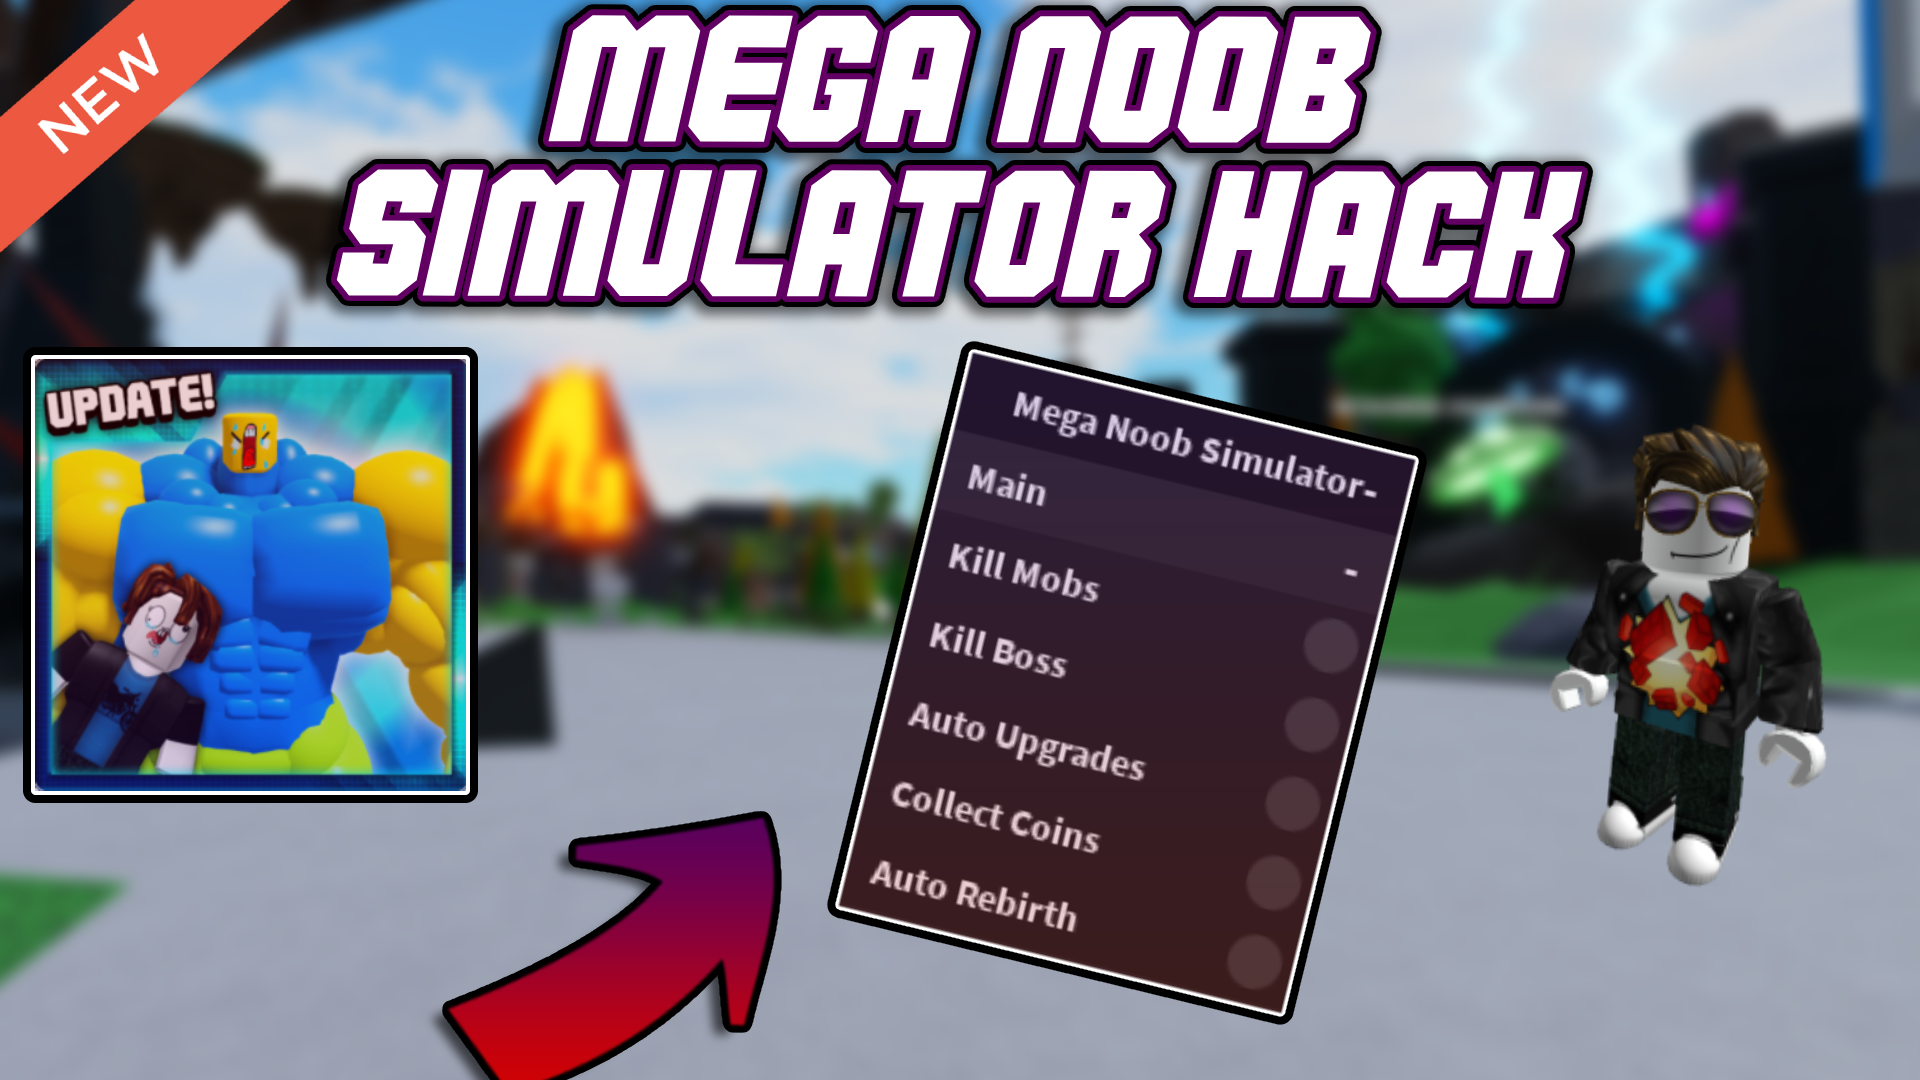 NEW
MEGA NOOB
SIMULATOR HACK
UPDATE!
Mega Noob Simulator-
Main
-
Kill Mobs
Kill Boss
Auto Upgrades
Collect Coins
Auto Rebirth